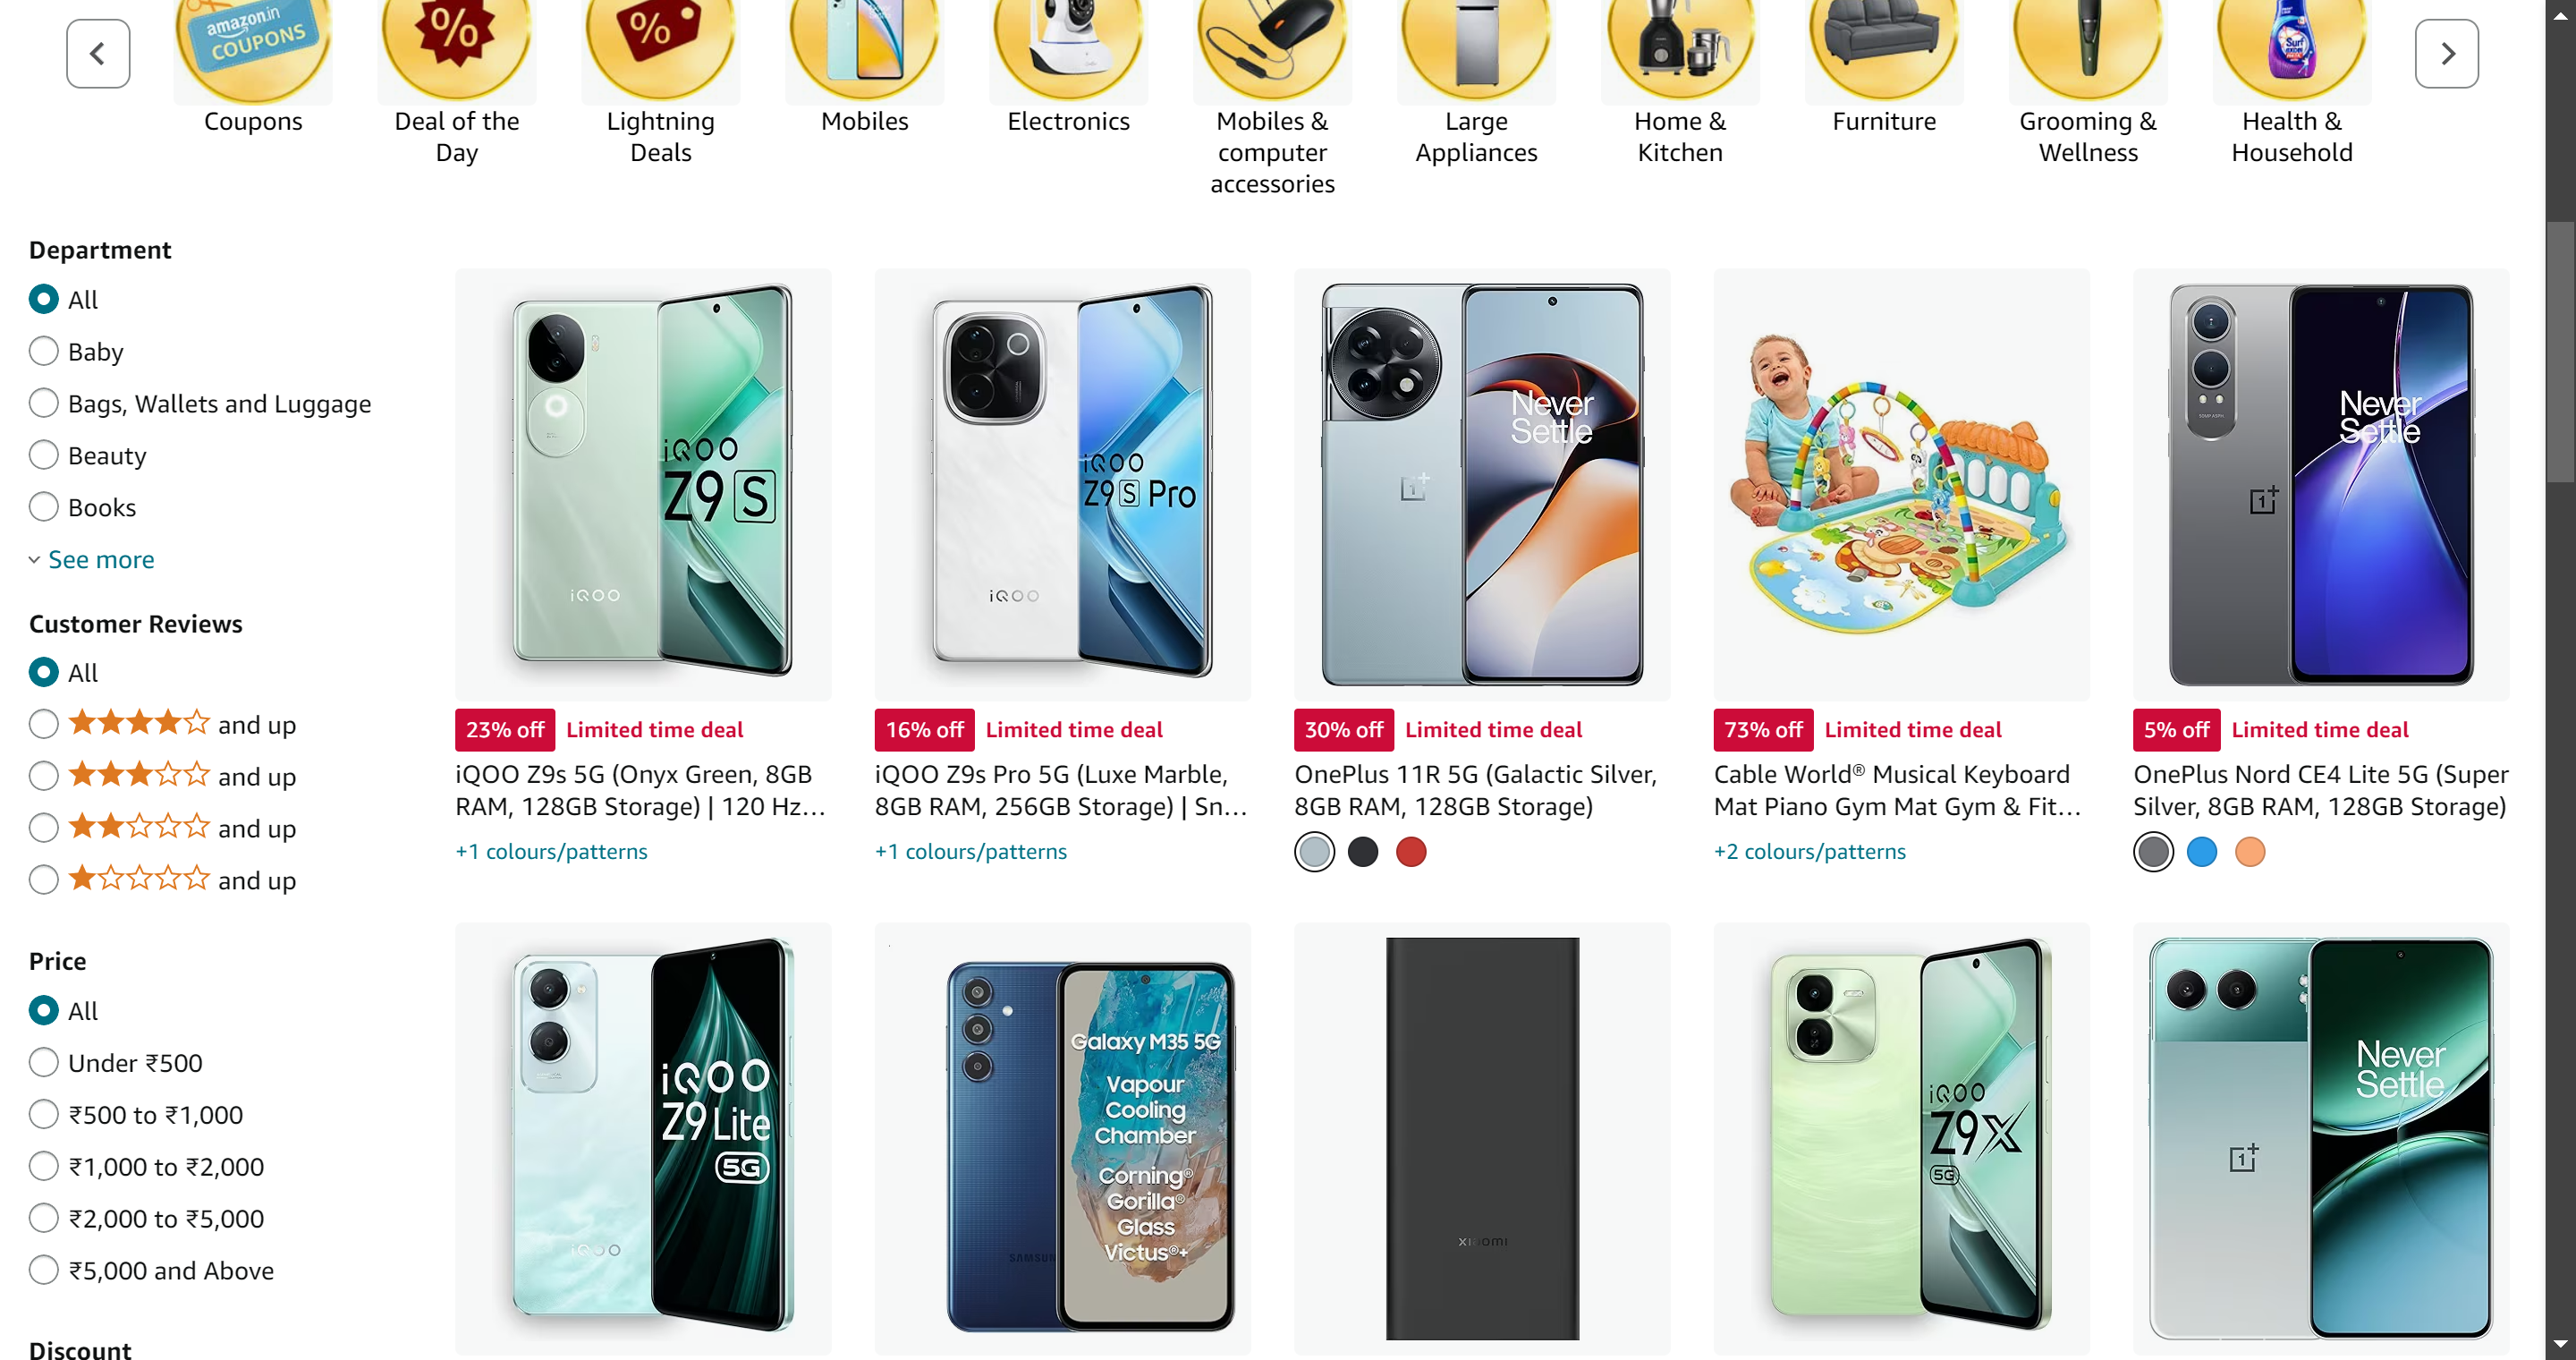 amazon.in
COUPONS
%
%
Surf
excel
Coupons
Deal of the
Day
Lightning
Deals
Mobiles
Electronics
Mobiles &
computer
accessories
Large
Appliances
Home &
Kitchen
Furniture
Grooming &
Wellness
Health &
Household
Department
All
Baby
Bags, Wallets and Luggage
Beauty
Books
See more
Customer Reviews
All
and up
and up
and up
and up
Price
All
Under ₹500
₹500 to ₹1,000
₹1,000 to ₹2,000
₹2,000 to ₹5,000
₹5,000 and Above
Discount
iQOO
Z9 S
iQOO
23% off Limited time deal
iQOO Z9s 5G (Onyx Green, 8GB
RAM, 128GB Storage) | 120 Hz…
+1 colours/patterns
iQOO
Z9 S Pro
iQOO
16% off Limited time deal
iQOO Z9s Pro 5G (Luxe Marble,
8GB RAM, 256GB Storage) | Sn…
+1 colours/patterns
Never
Settle
1+
30% off Limited time deal
OnePlus 11R 5G (Galactic Silver,
8GB RAM, 128GB Storage)
73% off Limited time deal
Cable World® Musical Keyboard
Mat Piano Gym Mat Gym & Fit…
+2 colours/patterns
Never
Settle
1+
5% off Limited time deal
OnePlus Nord CE4 Lite 5G (Super
Silver, 8GB RAM, 128GB Storage)
iQOO
Z9 Lite
5G
iQOO
Galaxy M35 5G
Vapour
Cooling
Chamber
Corning®
Gorilla®
Glass
Victus®+
SAMSUN
xiaomi
iQOO
Z9X
5G
Never
Settle
1+